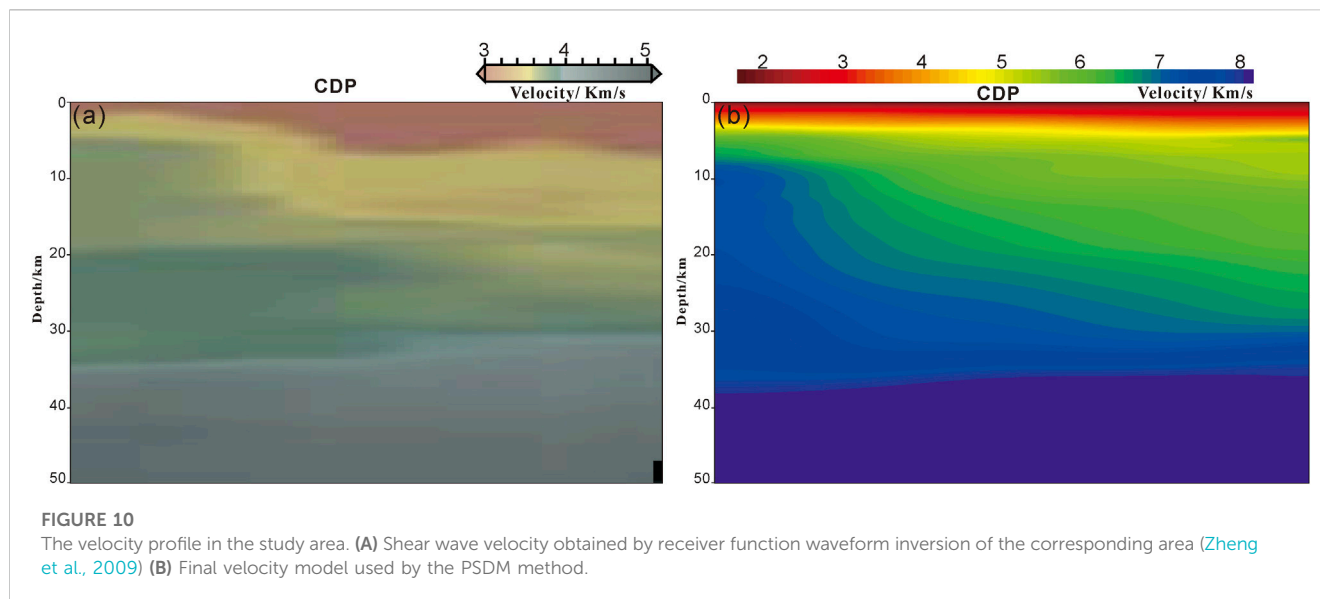 3 4 5
Velocity/ Km/s
CDP
(a)
0
10
20
30
40
50
Depth/km
2 3 4 5 6 7 8
CDP Velocity/ Km/s
(b)
0
10
20
30
40
50
Depth/km
FIGURE 10
The velocity profile in the study area. (A) Shear wave velocity obtained by receiver function waveform inversion of the corresponding area (Zheng
et al., 2009) (B) Final velocity model used by the PSDM method.